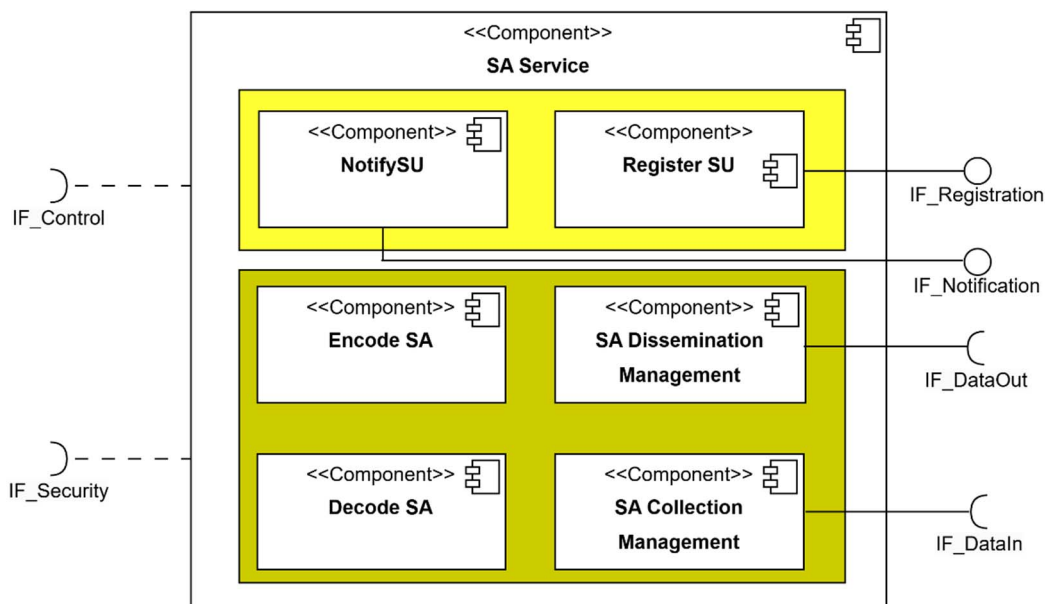 <<Component>>
SA Service
<<Component>>
NotifySU
<<Component>>
Register SU
IF_Control
IF_Registration
IF_Notification
<<Component>>
Encode SA
<<Component>>
SA Dissemination
Management
IF_DataOut
IF_Security
<<Component>>
Decode SA
<<Component>>
SA Collection
Management
IF_DataIn